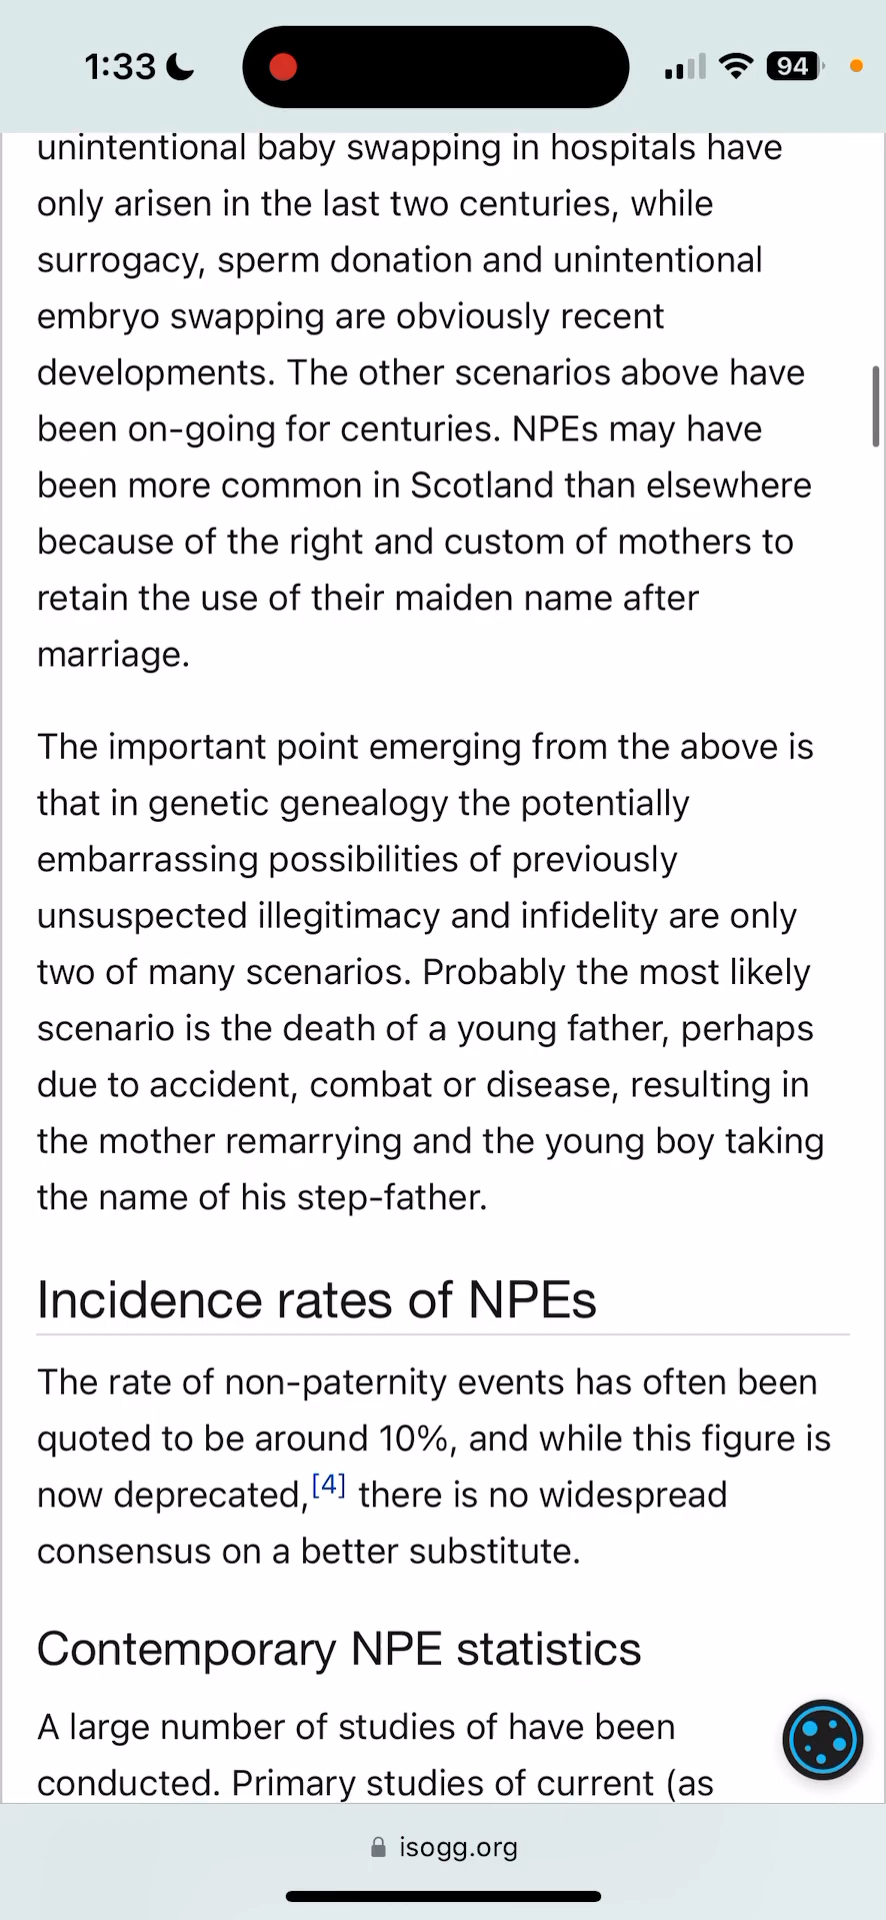 1:33
94
unintentional baby swapping in hospitals have
only arisen in the last two centuries, while
surrogacy, sperm donation and unintentional
embryo swapping are obviously recent
developments. The other scenarios above have
been on-going for centuries. NPEs may have
been more common in Scotland than elsewhere
because of the right and custom of mothers to
retain the use of their maiden name after
marriage.
The important point emerging from the above is
that in genetic genealogy the potentially
embarrassing possibilities of previously
unsuspected illegitimacy and infidelity are only
two of many scenarios. Probably the most likely
scenario is the death of a young father, perhaps
due to accident, combat or disease, resulting in
the mother remarrying and the young boy taking
the name of his step-father.
Incidence rates of NPEs
The rate of non-paternity events has often been
quoted to be around 10%, and while this figure is
now deprecated,[4] there is no widespread
consensus on a better substitute.
Contemporary NPE statistics
A large number of studies of have been
conducted. Primary studies of current (as
isogg.org